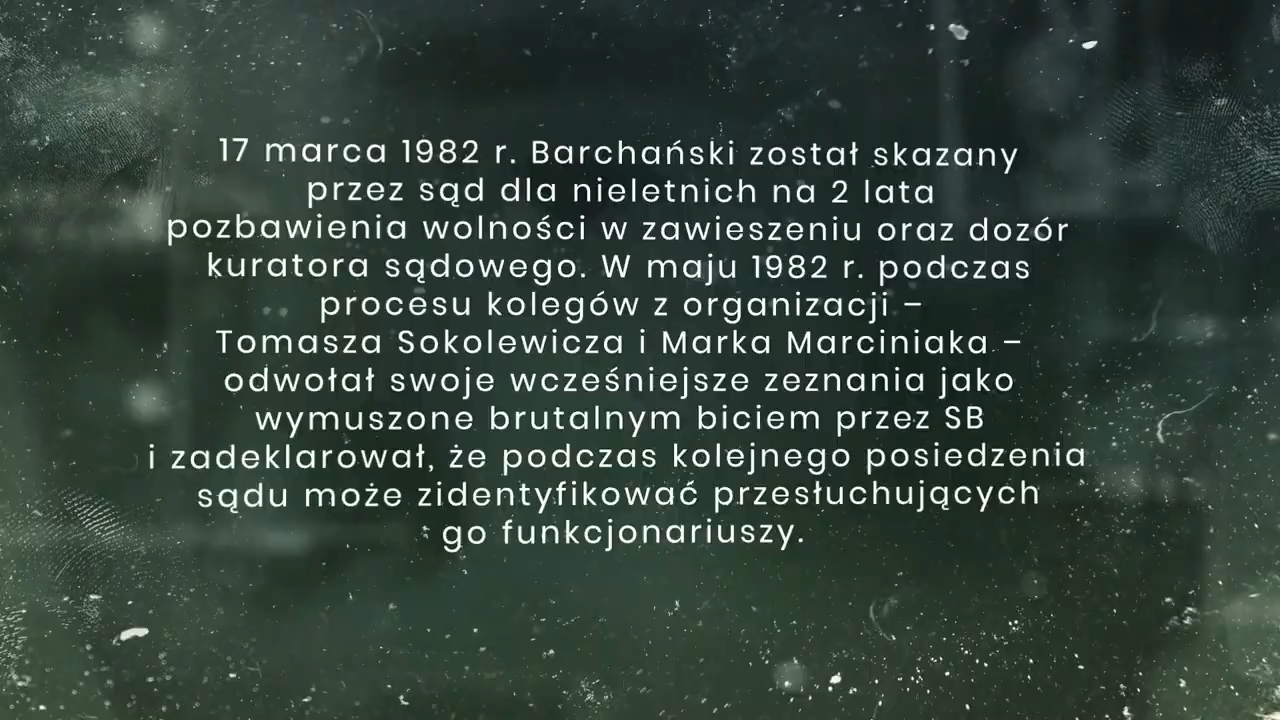 17 marca 1982 r. Barchański został skazany
przez sąd dla nieletnich na 2 lata
pozbawienia wolności w zawieszeniu oraz dozór
kuratora sądowego. W maju 1982 r. podczas
procesu kolegów z organizacji –
Tomasza Sokolewicza i Marka Marciniaka –
odwołał swoje wcześniejsze zeznania jako
wymuszone brutalnym biciem przez SB
i zadeklarował, że podczas kolejnego posiedzenia
sądu może zidentyfikować przesłuchujących
go funkcjonariuszy.